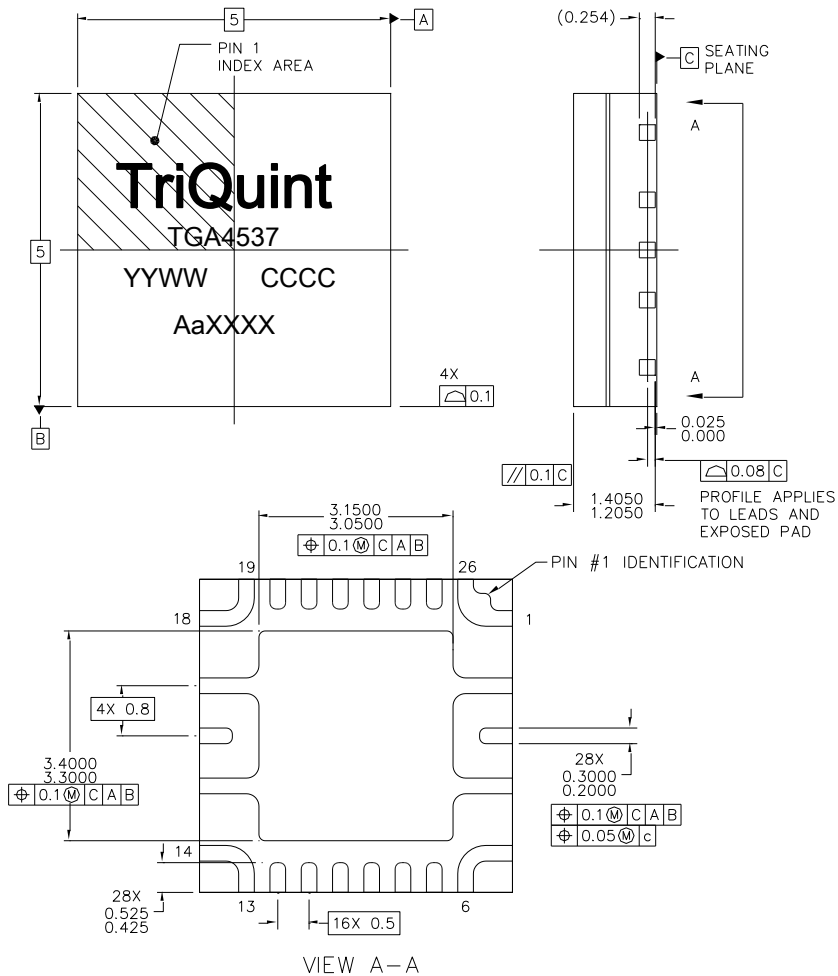 5
A
PIN 1
INDEX AREA
TriQuint
TGA4537
YYWW CCCC
AaXXXX
5
B
4X
⌓ 0.1
(0.254)
C SEATING
PLANE
A
A
0.025
0.000
// 0.1 C
⌓ 0.08 C
1.4050
1.2050
PROFILE APPLIES
TO LEADS AND
EXPOSED PAD
3.1500
3.0500
⌖ 0.1 Ⓜ C A B
PIN #1 IDENTIFICATION
19
26
18
1
4X 0.8
3.4000
3.3000
⌖ 0.1 Ⓜ C A B
28X
0.3000
0.2000
⌖ 0.1 Ⓜ C A B
⌖ 0.05 Ⓜ c
14
28X
0.525
0.425
13
6
16X 0.5
VIEW A-A